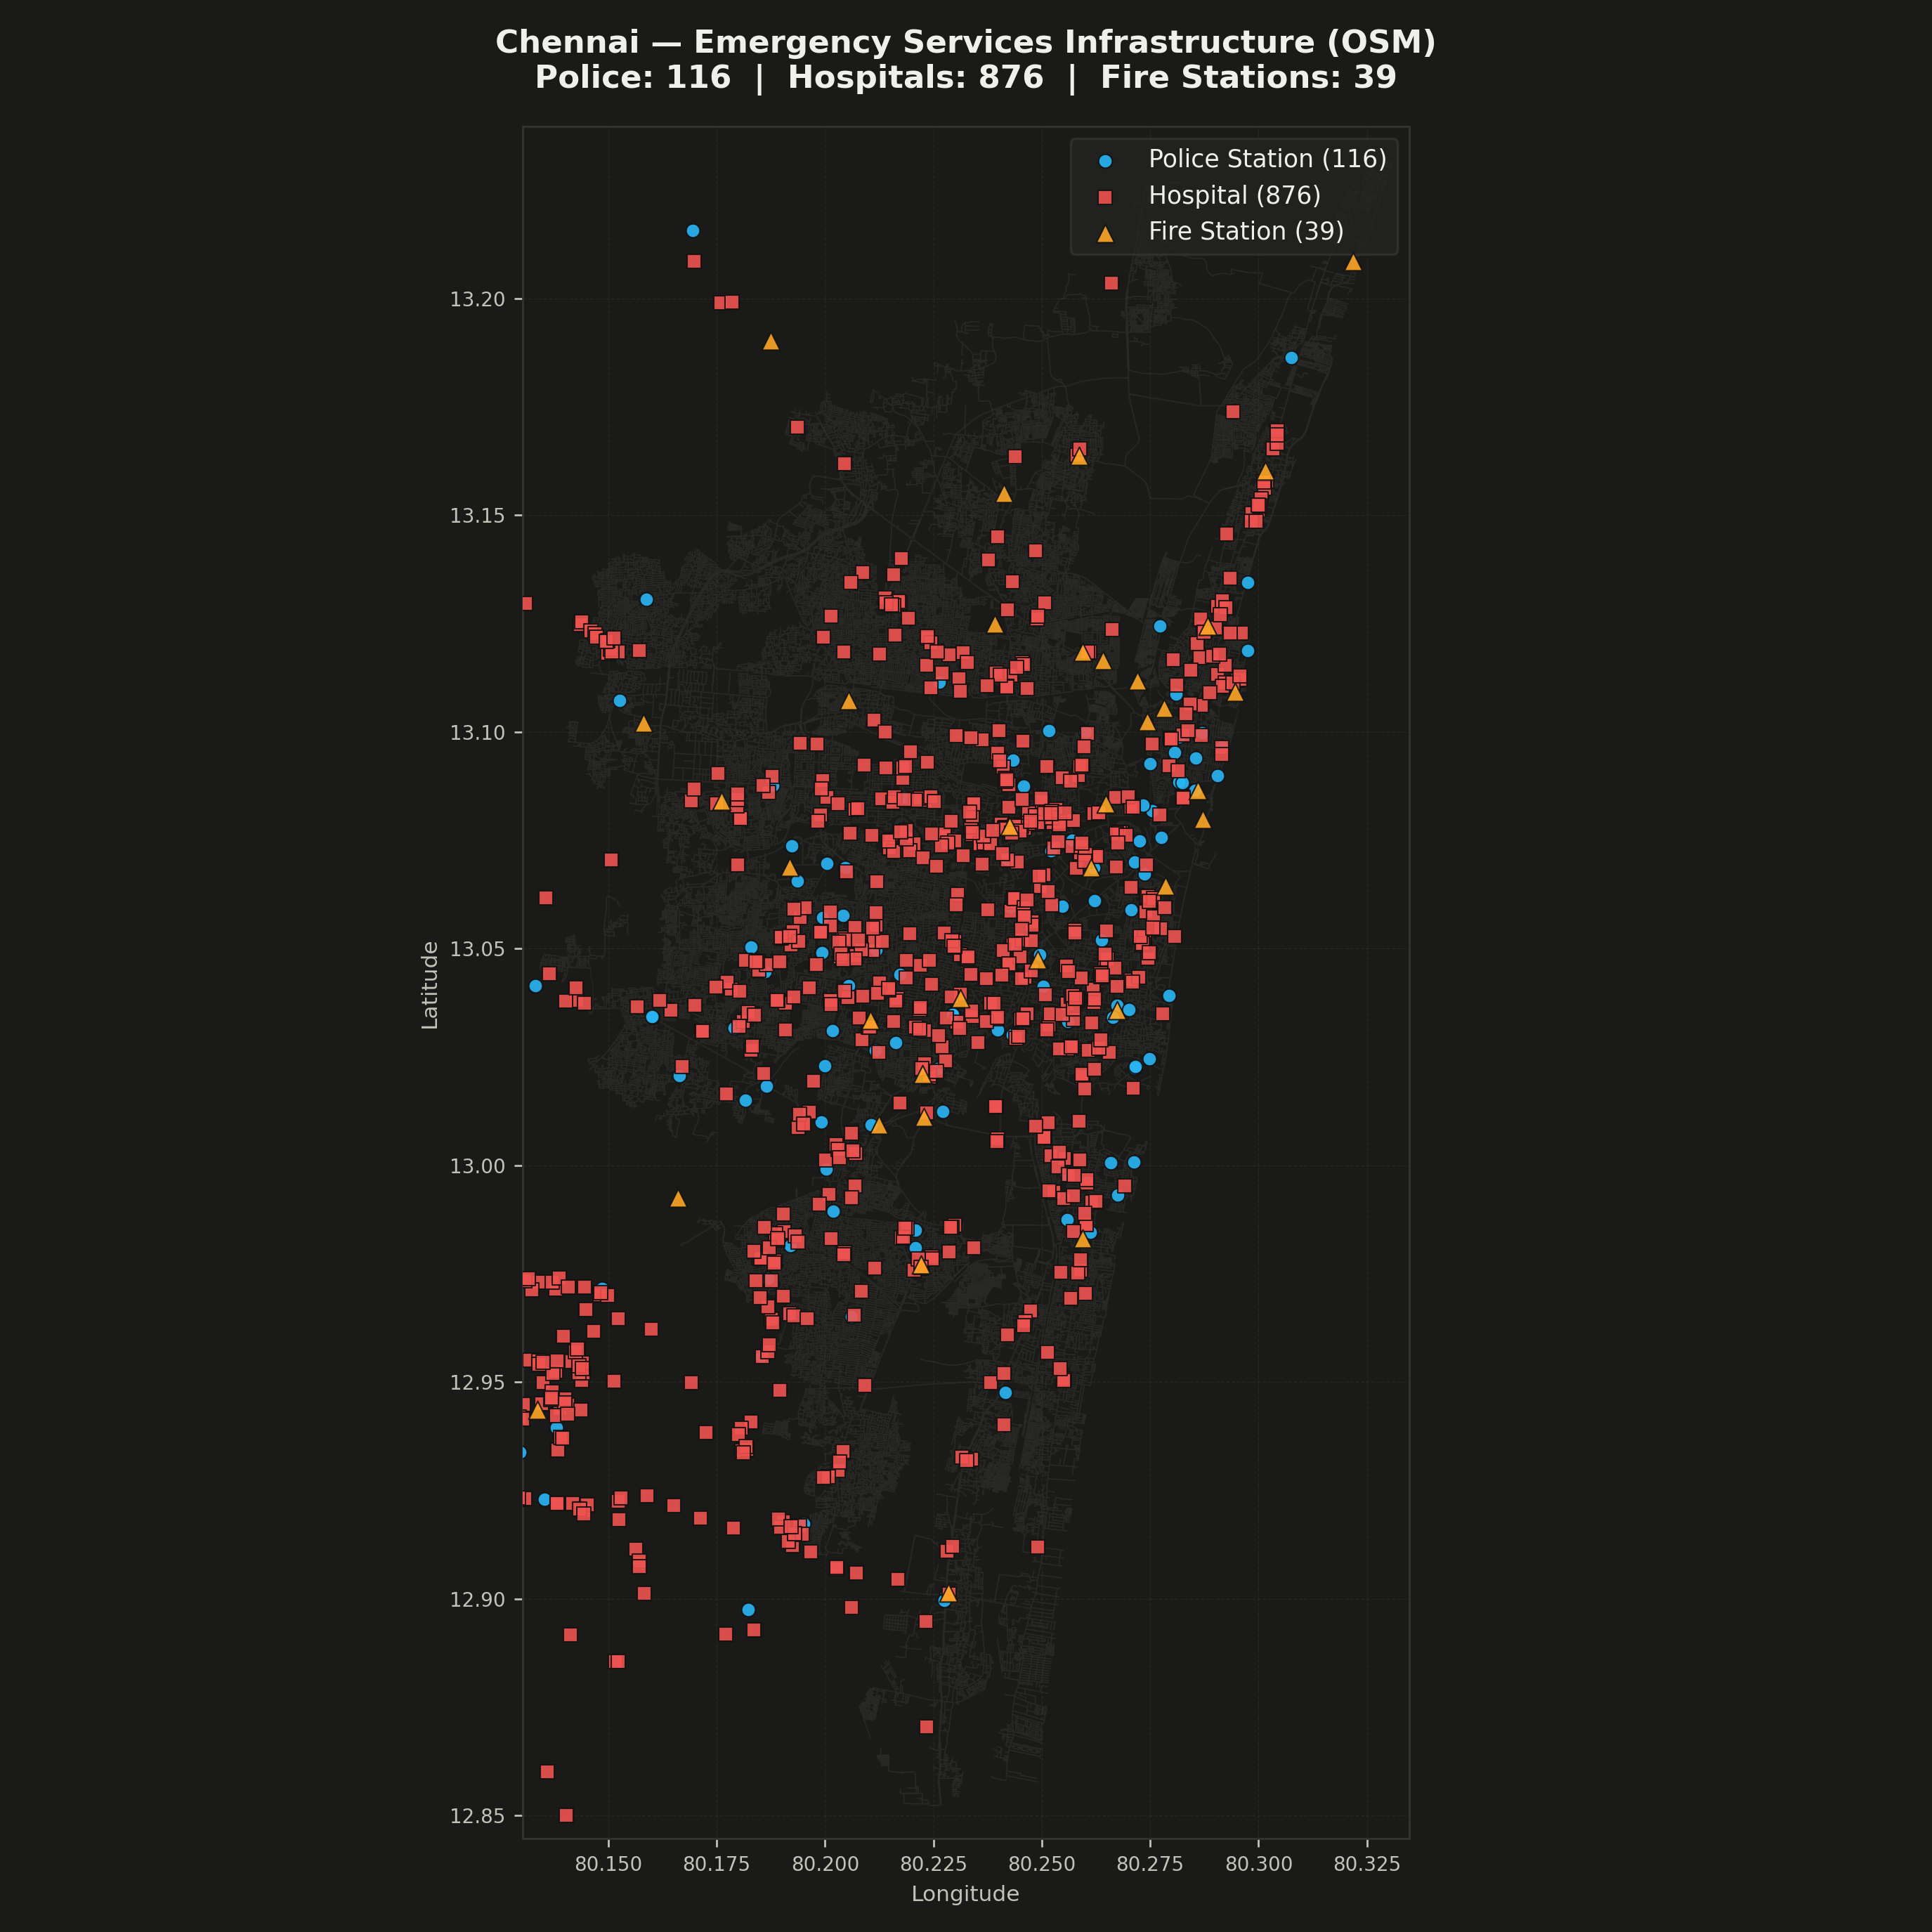 Chennai — Emergency Services Infrastructure (OSM)
Police: 116 | Hospitals: 876 | Fire Stations: 39
Police Station (116)
Hospital (876)
Fire Station (39)
Latitude
13.20
13.15
13.10
13.05
13.00
12.95
12.90
12.85
80.150 80.175 80.200 80.225 80.250 80.275 80.300 80.325
Longitude